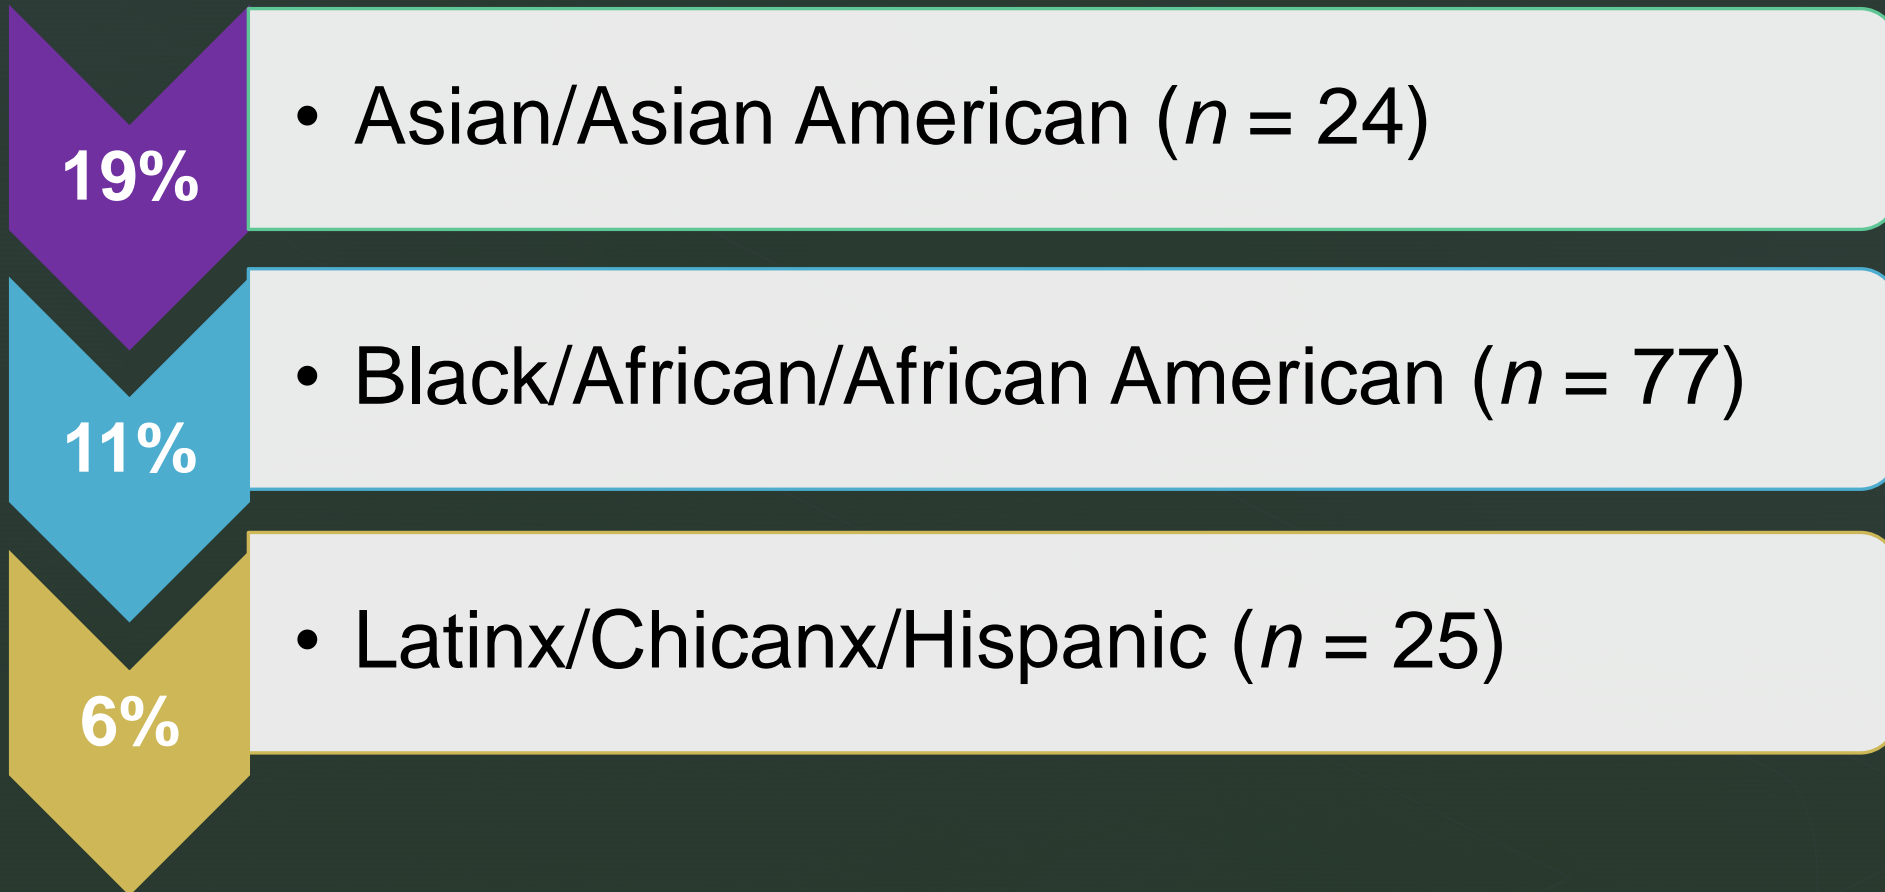 19%
• Asian/Asian American (n = 24)
11%
• Black/African/African American (n = 77)
6%
• Latinx/Chicanx/Hispanic (n = 25)